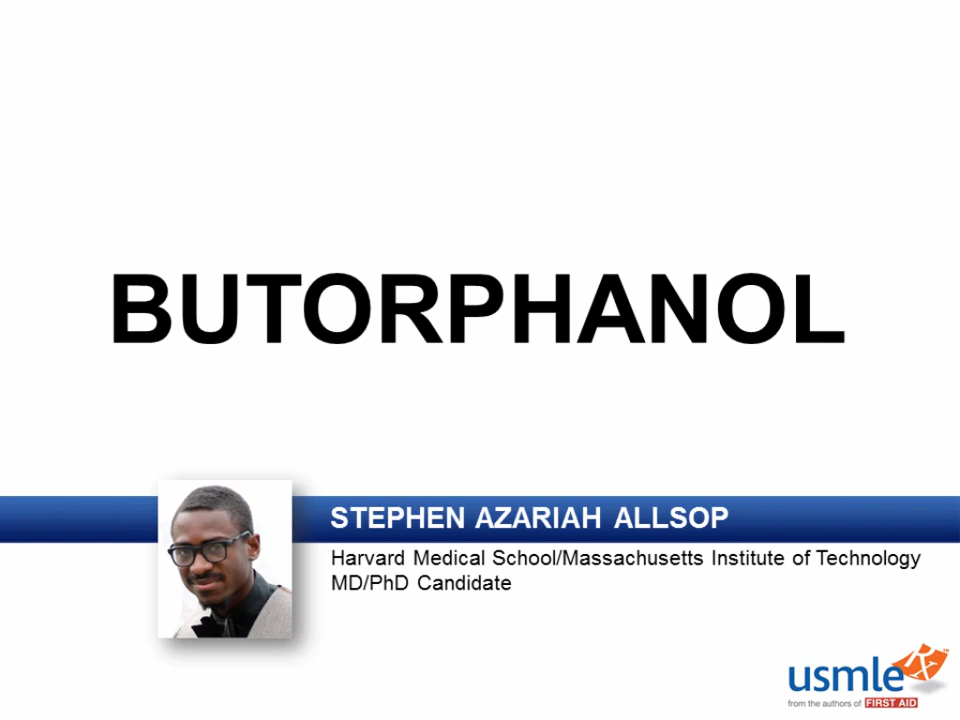 BUTORPHANOL
STEPHEN AZARIAH ALLSOP
Harvard Medical School/Massachusetts Institute of Technology
MD/PhD Candidate
usmle Rx™
from the authors of FIRST AID